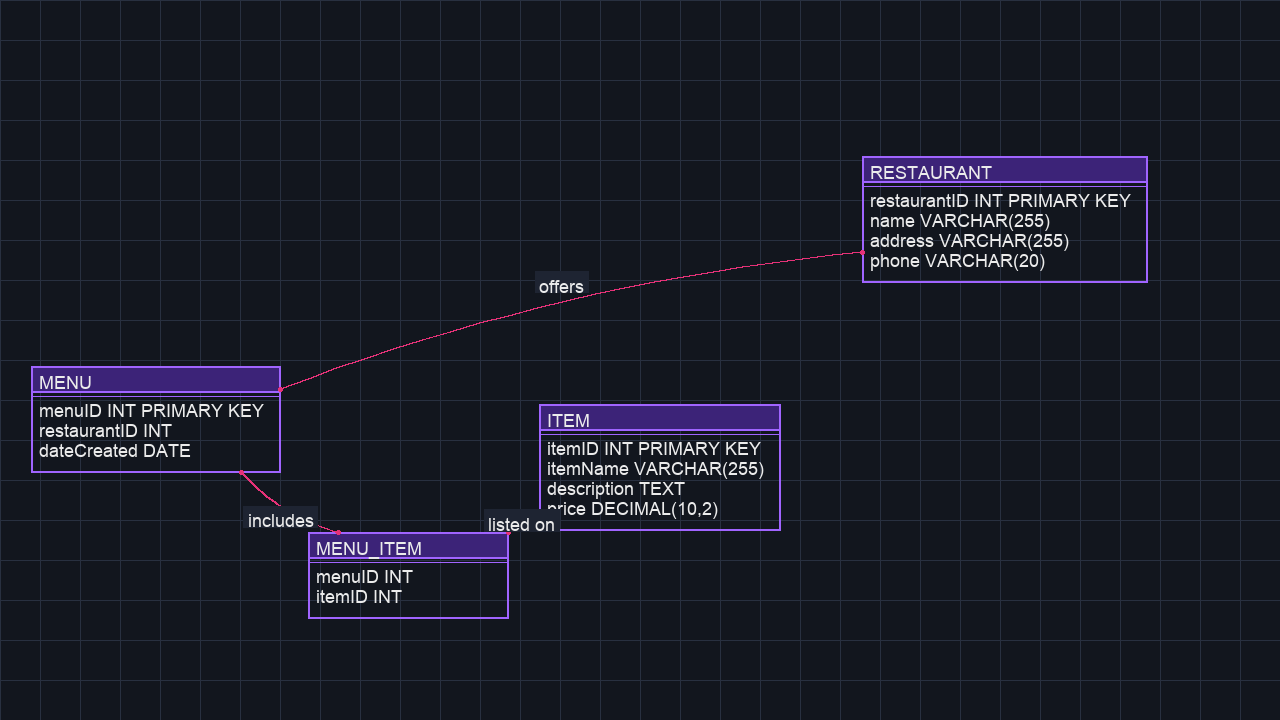 RESTAURANT
restaurantID INT PRIMARY KEY
name VARCHAR(255)
address VARCHAR(255)
phone VARCHAR(20)
offers
MENU
menuID INT PRIMARY KEY
restaurantID INT
dateCreated DATE
ITEM
itemID INT PRIMARY KEY
itemName VARCHAR(255)
description TEXT
price DECIMAL(10,2)
includes
listed on
MENU_ITEM
menuID INT
itemID INT